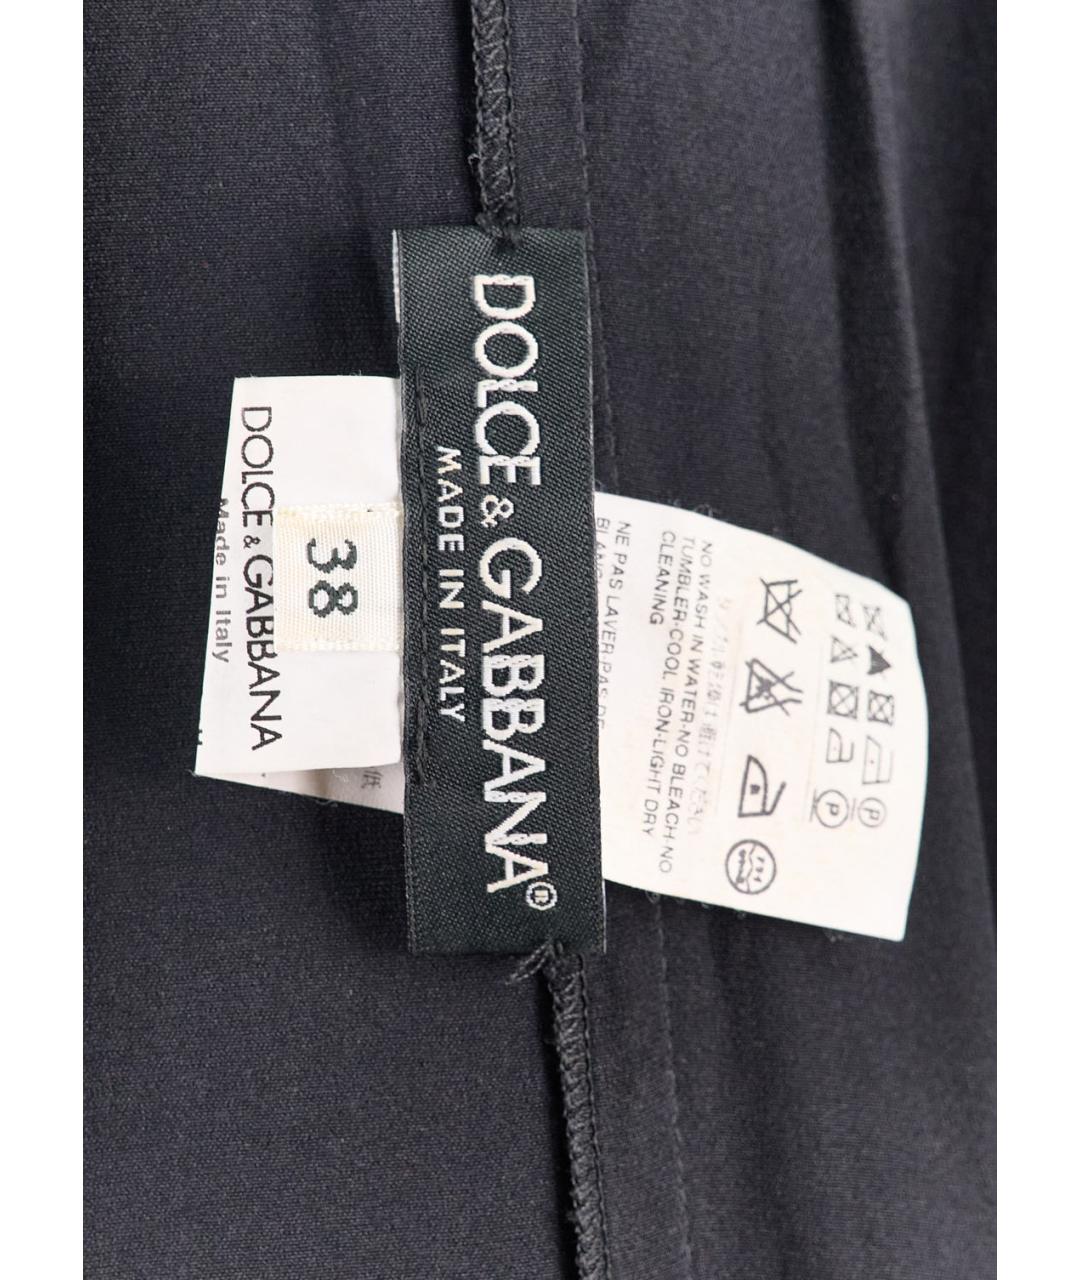 DOLCE & GABBANA®
MADE IN ITALY
DOLCE & GABBANA
Made in Italy
38
NO WASH IN WATER·NO BLEACH·NO
TUMBLER·COOL IRON·LIGHT DRY
CLEANING
NE PAS LAVER·PAS DE
P
P